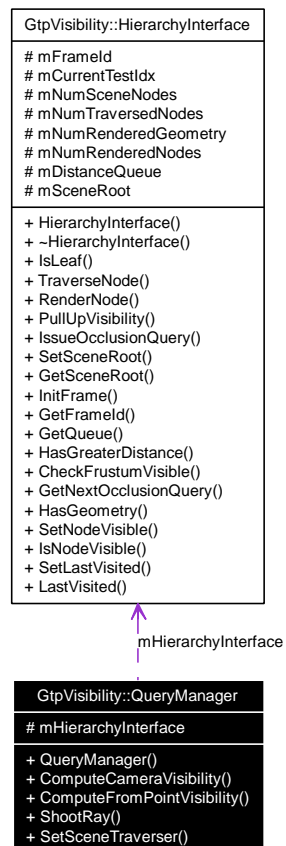 GtpVisibility::HierarchyInterface
# mFrameId
# mCurrentTestIdx
# mNumSceneNodes
# mNumTraversedNodes
# mNumRenderedGeometry
# mNumRenderedNodes
# mDistanceQueue
# mSceneRoot
+ HierarchyInterface()
+ ~HierarchyInterface()
+ IsLeaf()
+ TraverseNode()
+ RenderNode()
+ PullUpVisibility()
+ IssueOcclusionQuery()
+ SetSceneRoot()
+ GetSceneRoot()
+ InitFrame()
+ GetFrameId()
+ GetQueue()
+ HasGreaterDistance()
+ CheckFrustumVisible()
+ GetNextOcclusionQuery()
+ HasGeometry()
+ SetNodeVisible()
+ IsNodeVisible()
+ SetLastVisited()
+ LastVisited()
mHierarchyInterface
GtpVisibility::QueryManager
# mHierarchyInterface
+ QueryManager()
+ ComputeCameraVisibility()
+ ComputeFromPointVisibility()
+ ShootRay()
+ SetSceneTraverser()